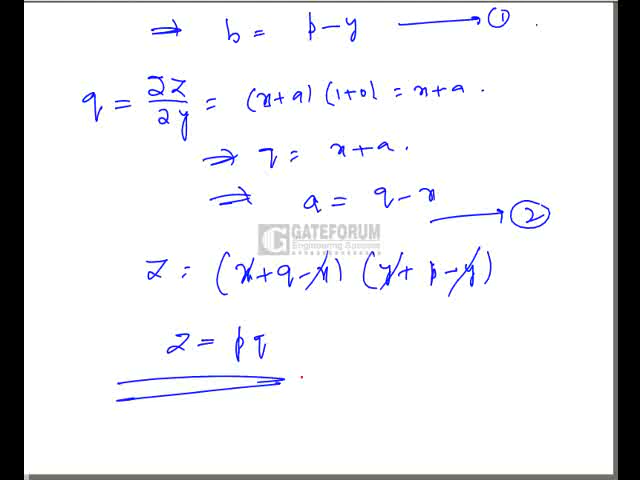 ⇒ b = p - y ⟶ ①
q = ∂z/∂y = (x+a) (1+0) = x+a.
⇒ q = x+a.
⇒ a = q - x ⟶ ②
GATEFORUM
Engineering Success
z = (x+q-x) (y+p-y)
z = pq